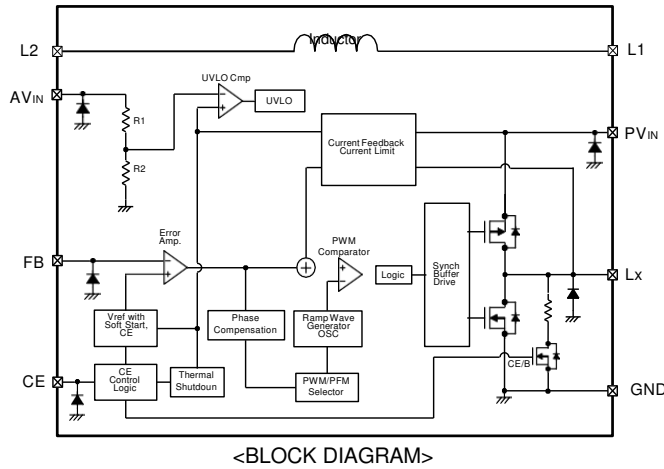 Inductor
L2
L1
UVLO Cmp
AVIN
UVLO
R1
R2
Current Feedback
Current Limit
PVIN
Error
Amp.
PWM
Comparator
FB
Logic
Synch
Buffer
Drive
Lx
Vref with
Soft Start,
CE
Phase
Compensation
Ramp Wave
Generator
OSC
CE
CE
Control
Logic
Thermal
Shutdoun
PWM/PFM
Selector
CE/B
GND
<BLOCK DIAGRAM>